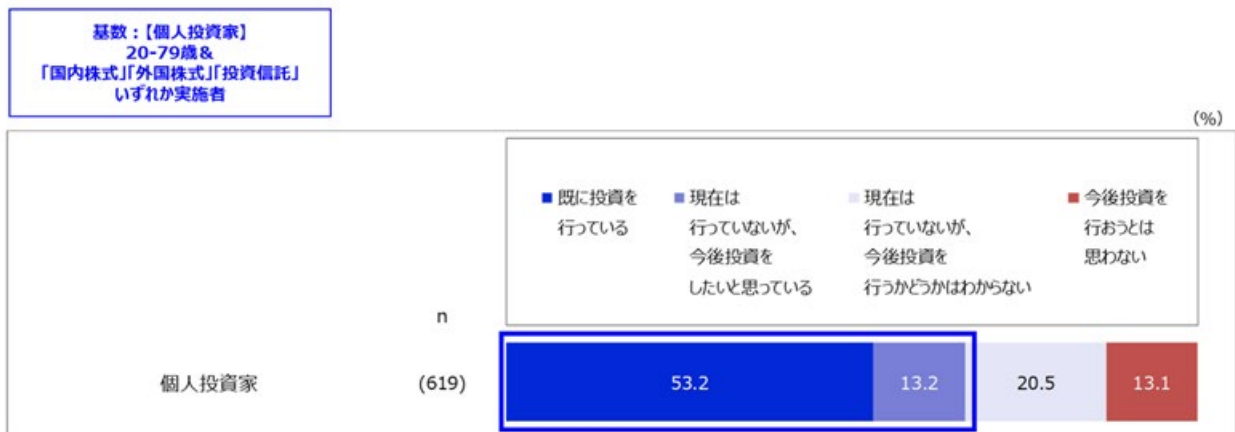 基数：【個人投資家】
20-79歳＆
「国内株式」「外国株式」「投資信託」
いずれか実施者
(%)
■ 既に投資を
行っている
■ 現在は
行っていないが、
今後投資を
したいと思っている
■ 現在は
行っていないが、
今後投資を
行うかどうかはわからない
■ 今後投資を
行おうとは
思わない
n
個人投資家 (619) 53.2 13.2 20.5 13.1